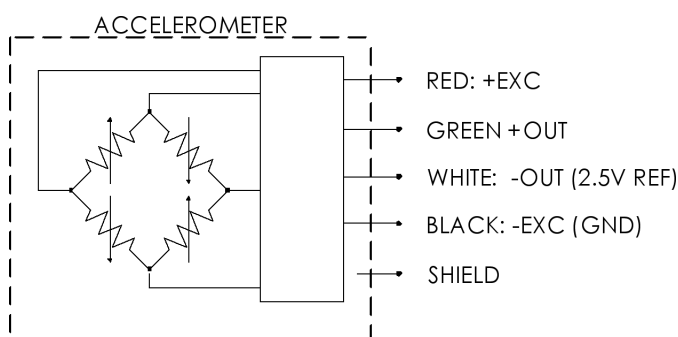 ACCELEROMETER
RED: +EXC
GREEN +OUT
WHITE: -OUT (2.5V REF)
BLACK: -EXC (GND)
SHIELD